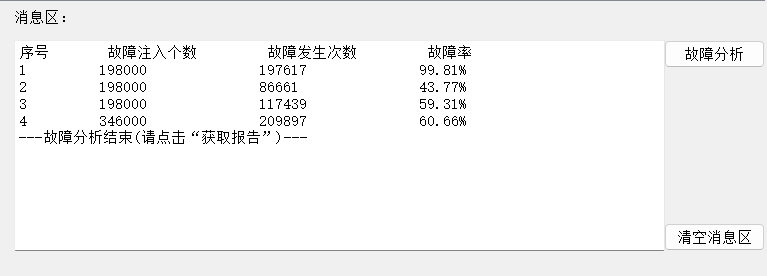 消息区：
序号 故障注入个数 故障发生次数 故障率 故障分析
1 198000 197617 99.81%
2 198000 86661 43.77%
3 198000 117439 59.31%
4 346000 209897 60.66%
---故障分析结束(请点击“获取报告”)---
清空消息区